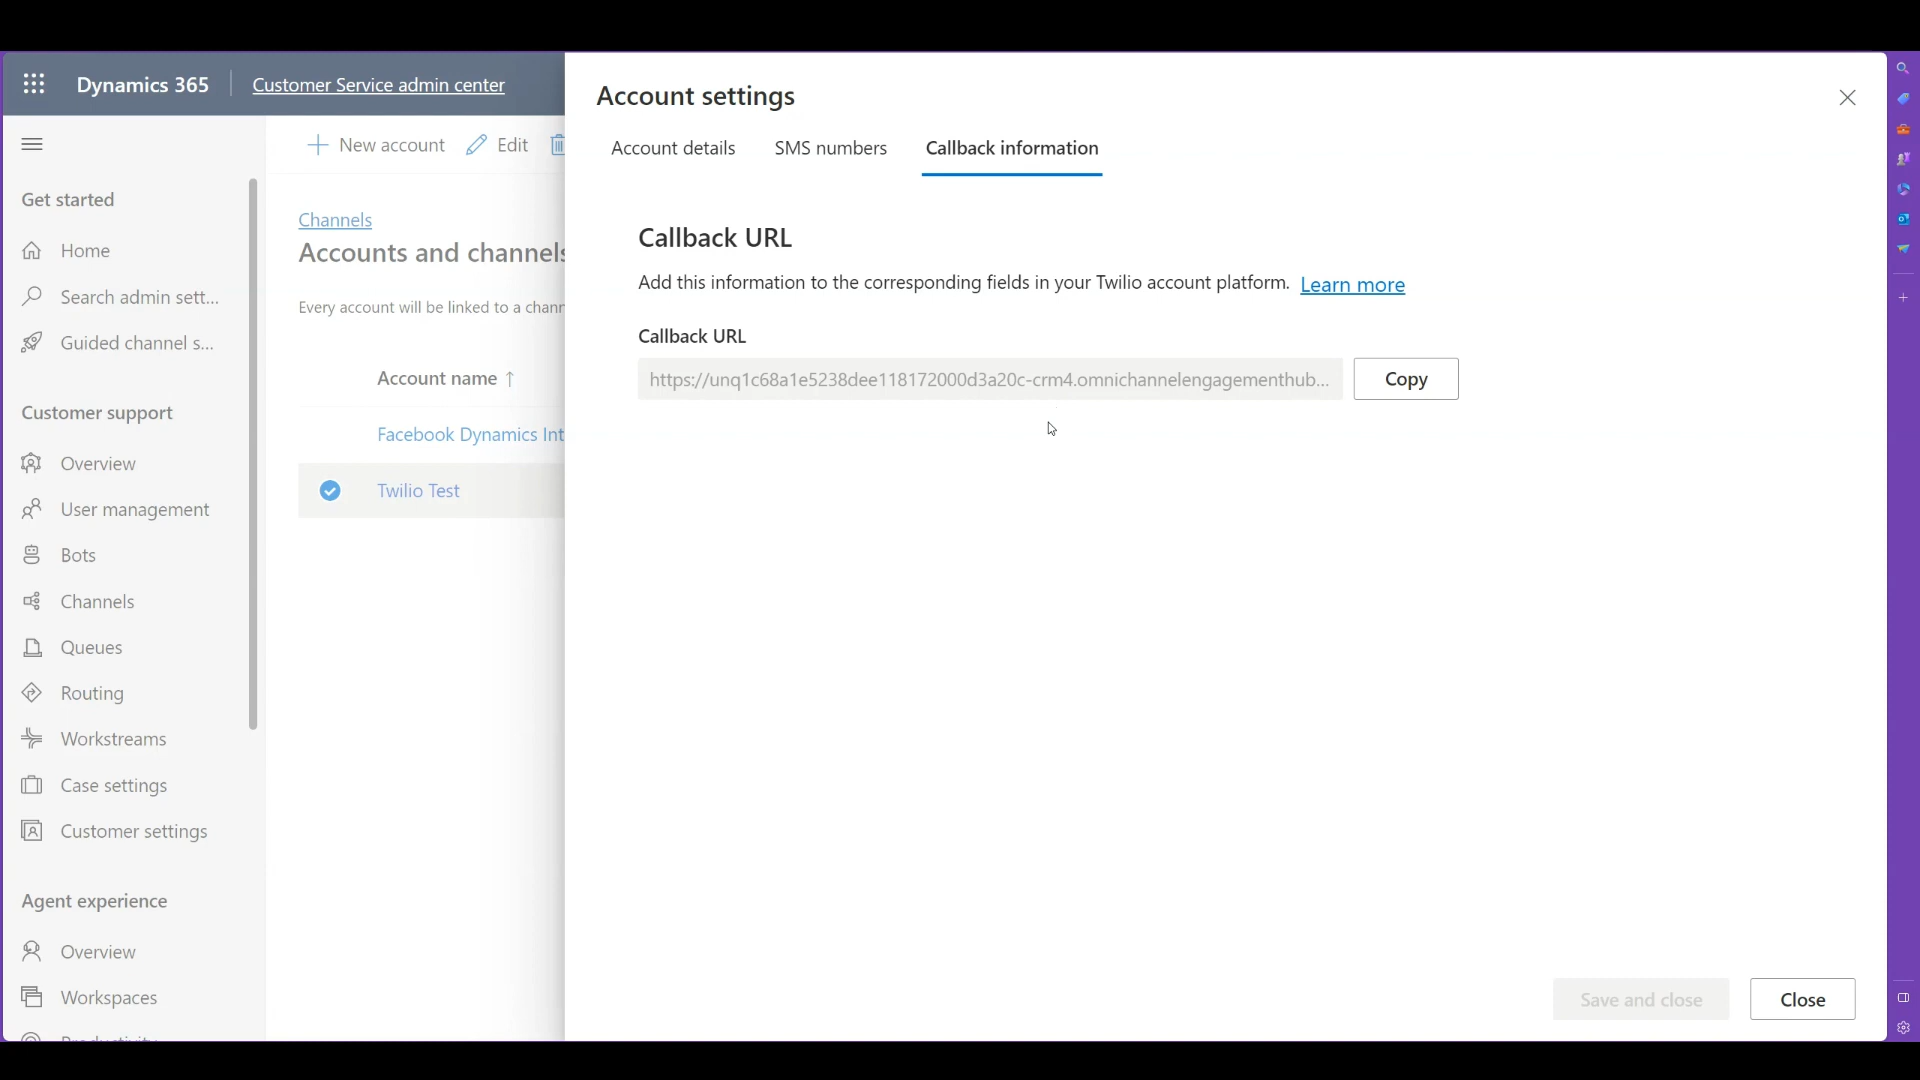 Dynamics 365
Customer Service admin center
Get started
Home
Search admin sett...
Guided channel s...
Customer support
Overview
User management
Bots
Channels
Queues
Routing
Workstreams
Case settings
Customer settings
Agent experience
Overview
Workspaces
New account
Edit
Channels
Accounts and channels
Every account will be linked to a chann
Account name ↑
Facebook Dynamics Int
Twilio Test
Account settings
Account details
SMS numbers
Callback information
Callback URL
Add this information to the corresponding fields in your Twilio account platform. Learn more
Callback URL
https://unq1c68a1e5238dee118172000d3a20c-crm4.omnichannelengagementhub...
Copy
Save and close
Close